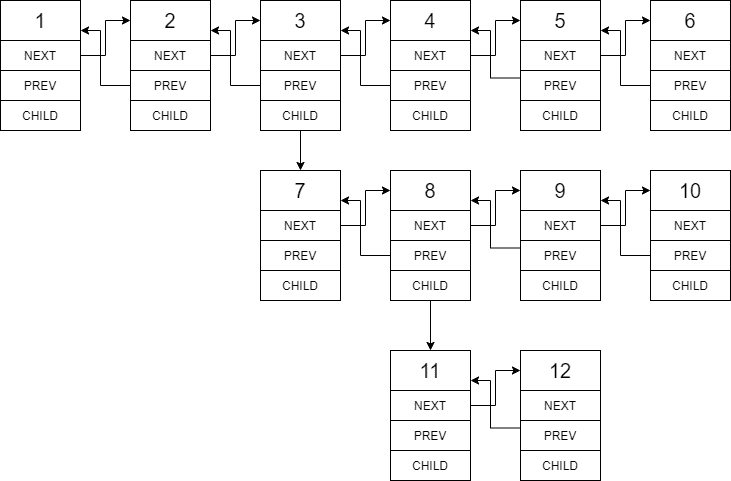 1 2 3 4 5 6
NEXT NEXT NEXT NEXT NEXT NEXT
PREV PREV PREV PREV PREV PREV
CHILD CHILD CHILD CHILD CHILD CHILD
7 8 9 10
NEXT NEXT NEXT NEXT
PREV PREV PREV PREV
CHILD CHILD CHILD CHILD
11 12
NEXT NEXT
PREV PREV
CHILD CHILD